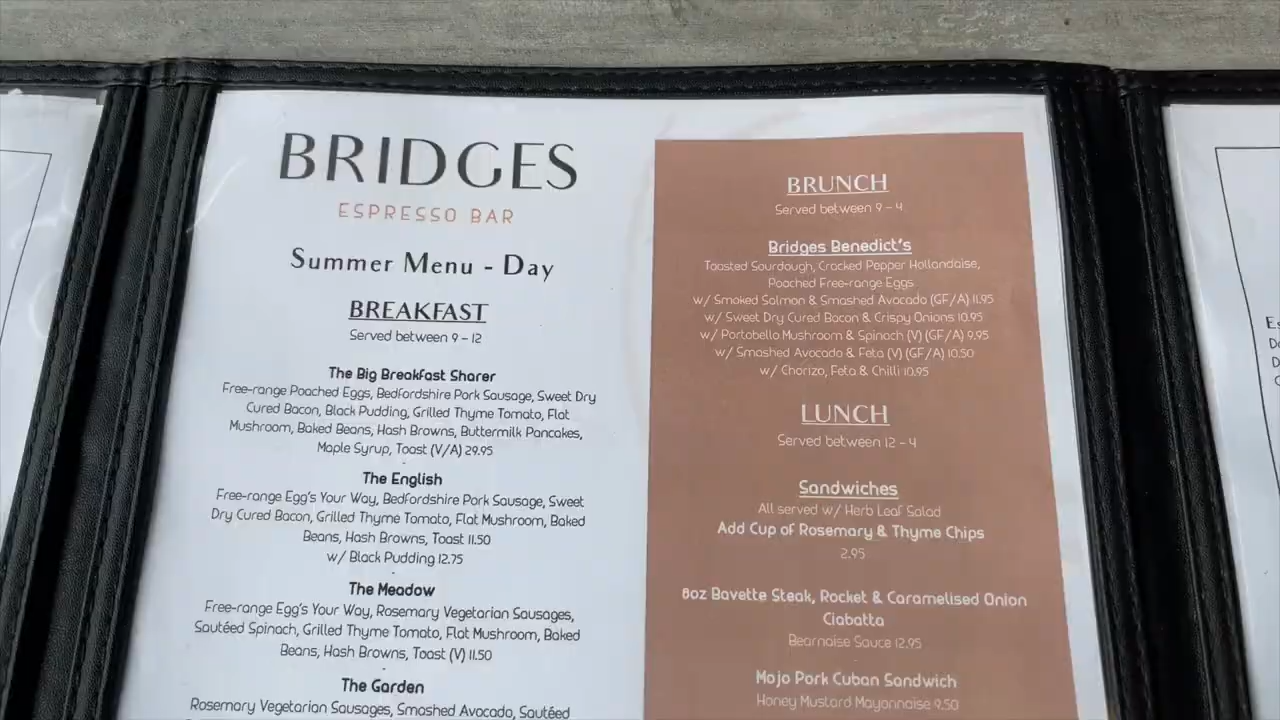 BRIDGES
ESPRESSO BAR
Summer Menu - Day
BREAKFAST
Served between 9 - 12
The Big Breakfast Sharer
Free-range Poached Eggs, Bedfordshire Pork Sausage, Sweet Dry
Cured Bacon, Black Pudding, Grilled Thyme Tomato, Flat
Mushroom, Baked Beans, Hash Browns, Buttermilk Pancakes,
Maple Syrup, Toast (V/A) 29.95
The English
Free-range Egg's Your Way, Bedfordshire Pork Sausage, Sweet
Dry Cured Bacon, Grilled Thyme Tomato, Flat Mushroom, Baked
Beans, Hash Browns, Toast 11.50
w/ Black Pudding 12.75
The Meadow
Free-range Egg's Your Way, Rosemary Vegetarian Sausages,
Sautéed Spinach, Grilled Thyme Tomato, Flat Mushroom, Baked
Beans, Hash Browns, Toast (V) 11.50
The Garden
Rosemary Vegetarian Sausages, Smashed Avocado, Sautéed
BRUNCH
Served between 9 - 4
Bridges Benedict's
Toasted Sourdough, Cracked Pepper Hollandaise,
Poached Free-range Eggs
w/ Smoked Salmon & Smashed Avocado (GF/A) 11.95
w/ Sweet Dry Cured Bacon & Crispy Onions 10.95
w/ Portobello Mushroom & Spinach (V) (GF/A) 9.95
w/ Smashed Avocado & Feta (V) (GF/A) 10.50
w/ Chorizo, Feta & Chilli 10.95
LUNCH
Served between 12 - 4
Sandwiches
All served w/ Herb Leaf Salad
Add Cup of Rosemary & Thyme Chips
2.95
8oz Bavette Steak, Rocket & Caramelised Onion
Ciabatta
Bearnaise Sauce 12.95
Mojo Pork Cuban Sandwich
Honey Mustard Mayonnaise 9.50